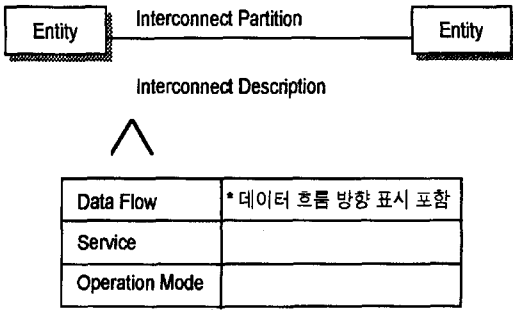 Entity
Interconnect Partition
Entity
Interconnect Description
Data Flow
* 데이터 흐름 방향 표시 포함
Service
Operation Mode